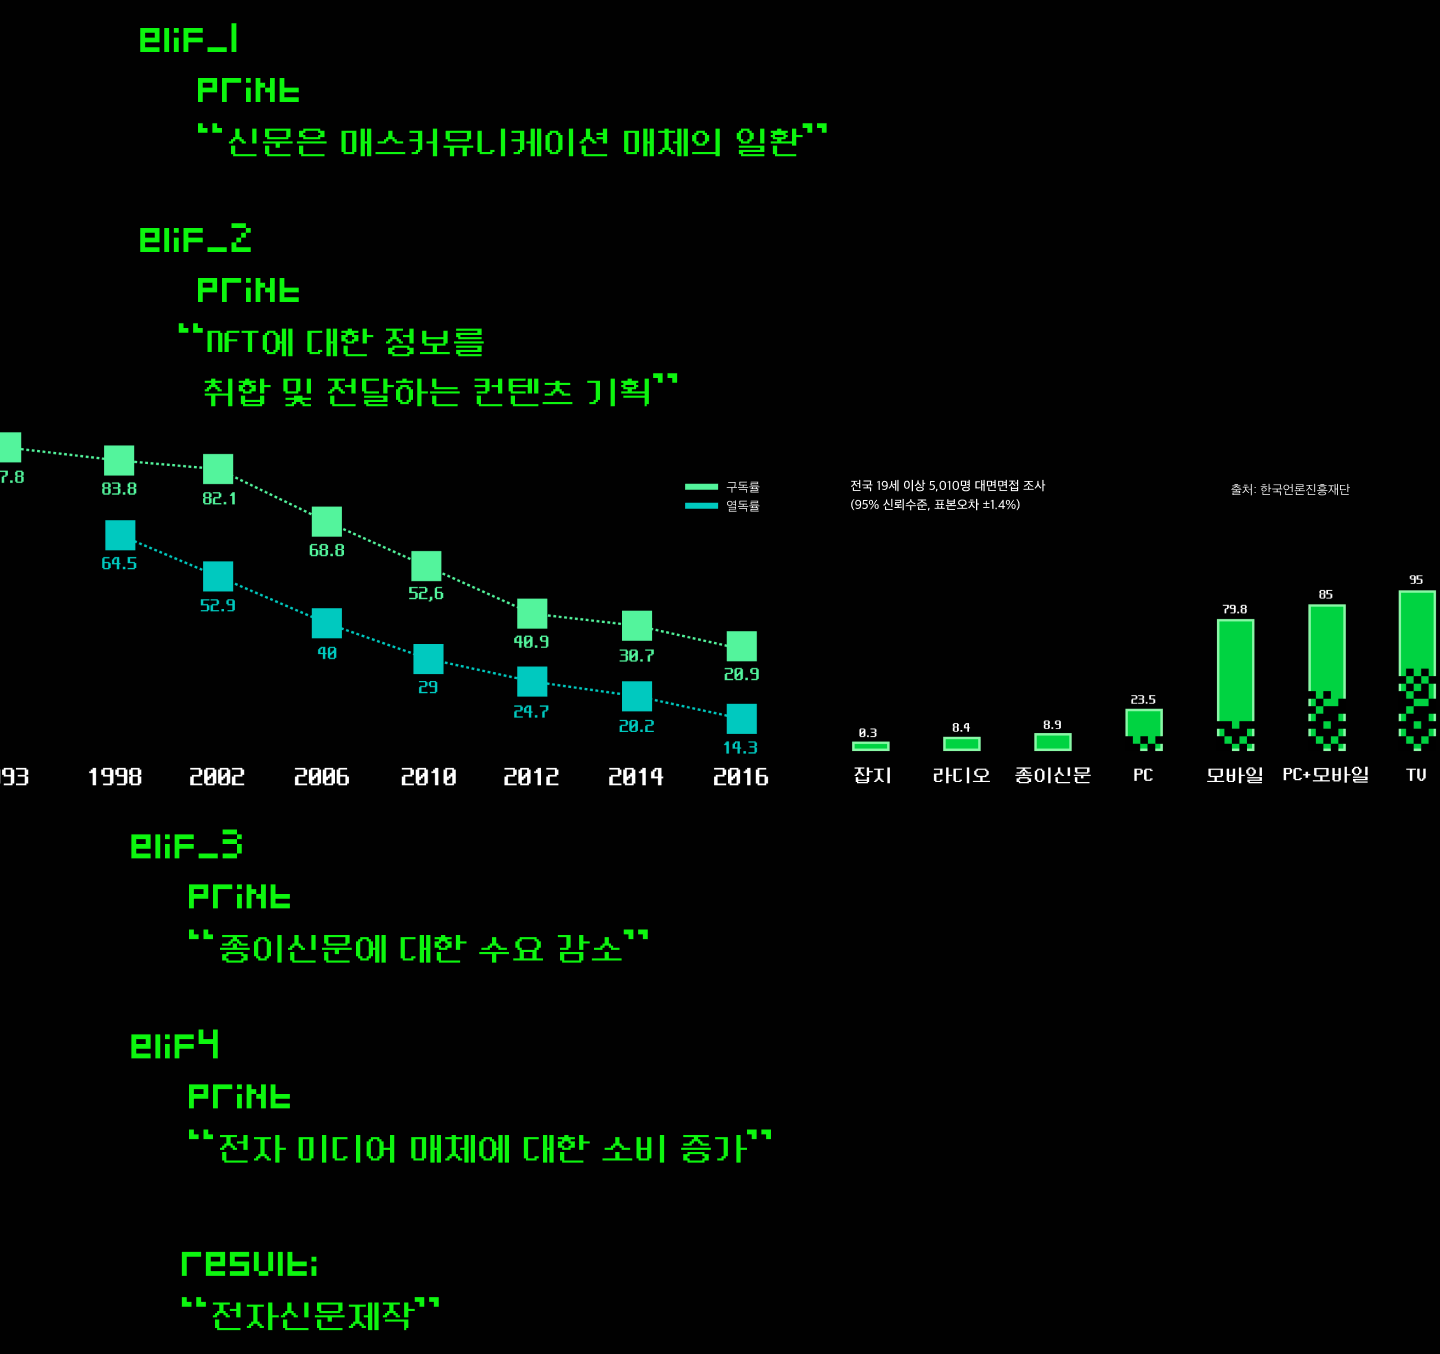 elif_1
print
“신문은 매스커뮤니케이션 매체의 일환”
elif_2
print
“NFT에 대한 정보를
취합 및 전달하는 컨텐츠 기획”
7.8
83.8
82.1
68.8
52,6
40.9
30.7
20.9
64.5
52.9
40
29
24.7
20.2
14.3
93 1998 2002 2006 2010 2012 2014 2016
구독률
열독률
전국 19세 이상 5,010명 대면면접 조사
(95% 신뢰수준, 표본오차 ±1.4%)
출처: 한국언론진흥재단
0.3 8.4 8.9 23.5 79.8 85 95
잡지 라디오 종이신문 PC 모바일 PC+모바일 TV
elif_3
print
“종이신문에 대한 수요 감소”
elif4
print
“전자 미디어 매체에 대한 소비 증가”
result:
“전자신문제작”